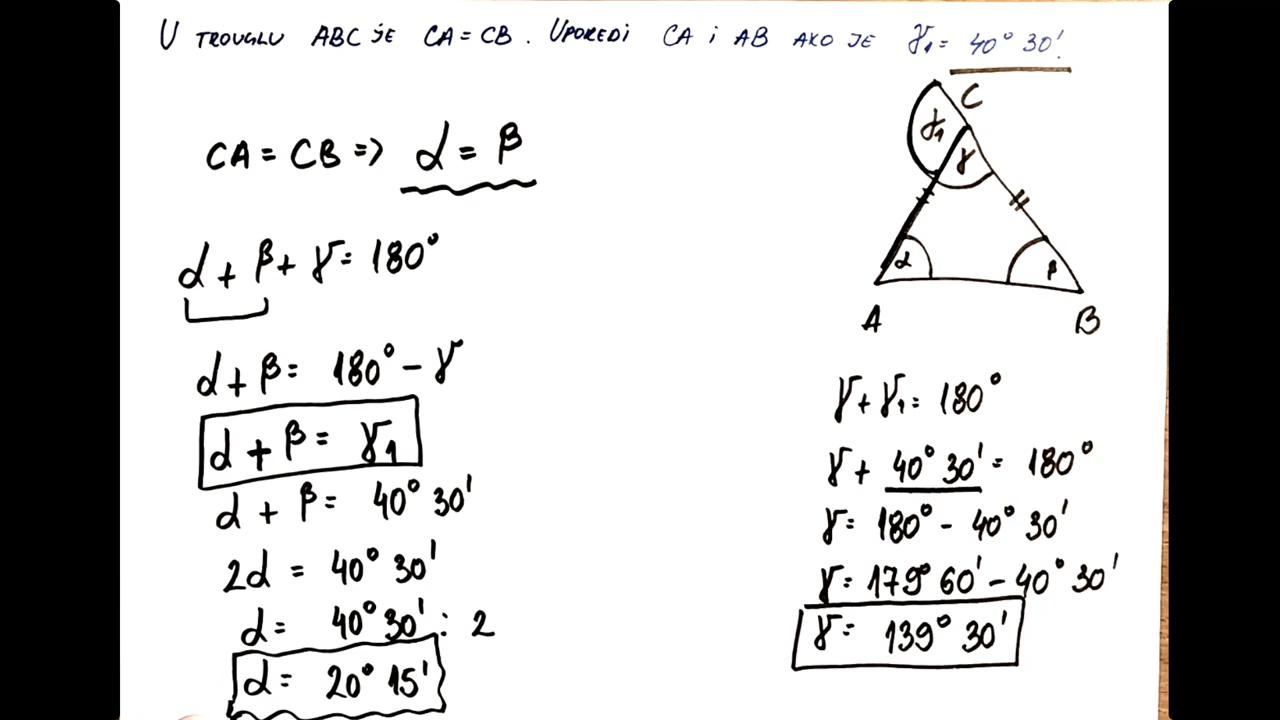 U TROUGLU ABC JE CA = CB. UPOREDI CA I AB AKO JE γ₁ = 40° 30'.
CA = CB => α = β
α + β + γ = 180°
α + β = 180° - γ
α + β = γ₁
α + β = 40° 30'
2α = 40° 30'
α = 40° 30' : 2
α = 20° 15'
C
γ₁
γ
α
β
A
B
γ + γ₁ = 180°
γ + 40° 30' = 180°
γ = 180° - 40° 30'
γ = 179° 60' - 40° 30'
γ = 139° 30'